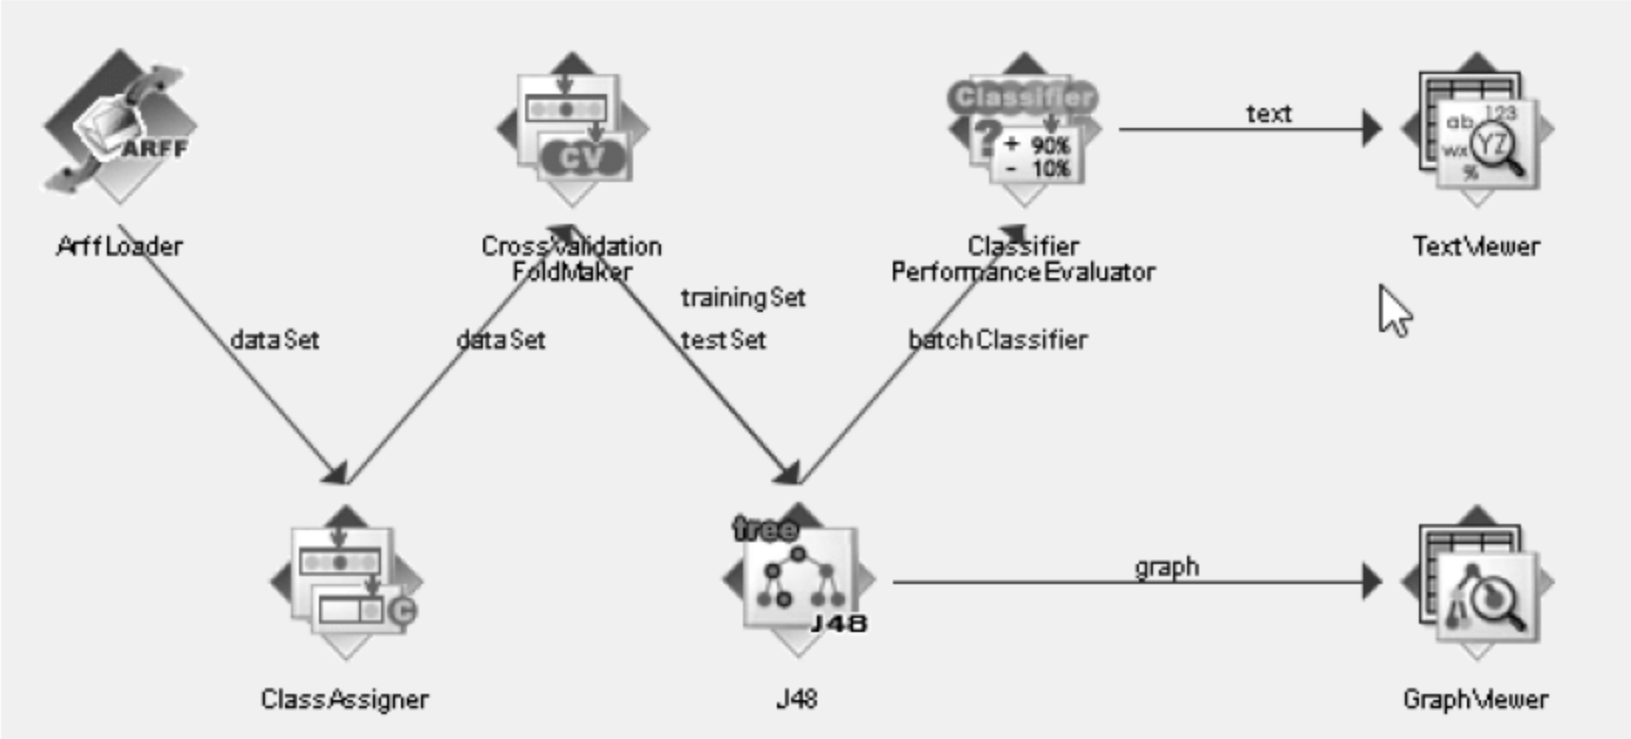 ARFF
ArffLoader
dataSet
ClassAssigner
C
dataSet
CV
CrossValidation
FoldMaker
trainingSet
testSet
tree
J48
J48
batchClassifier
Classifier
?
+ 90%
- 10%
Classifier
PerformanceEvaluator
text
ab 123
wx YZ
%
TextViewer
graph
GraphViewer